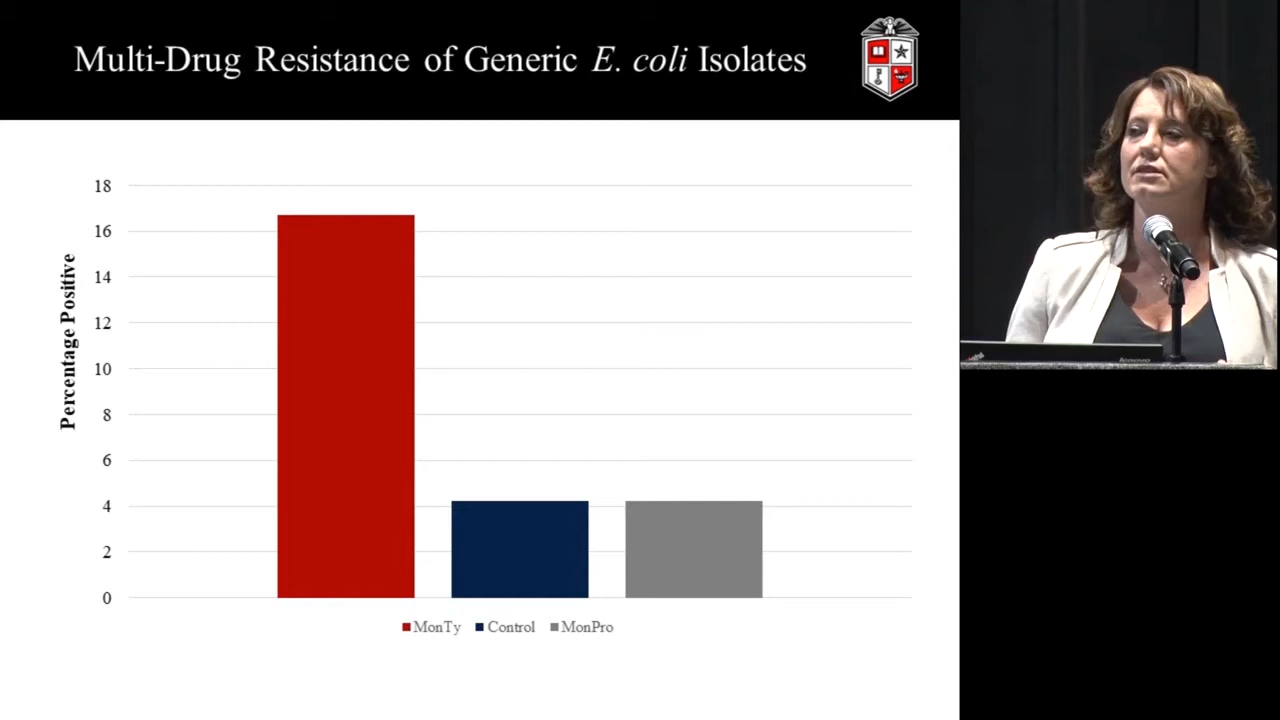 Multi-Drug Resistance of Generic E. coli Isolates
Percentage Positive
18
16
14
12
10
8
6
4
2
0
MonTy Control MonPro
lenovo